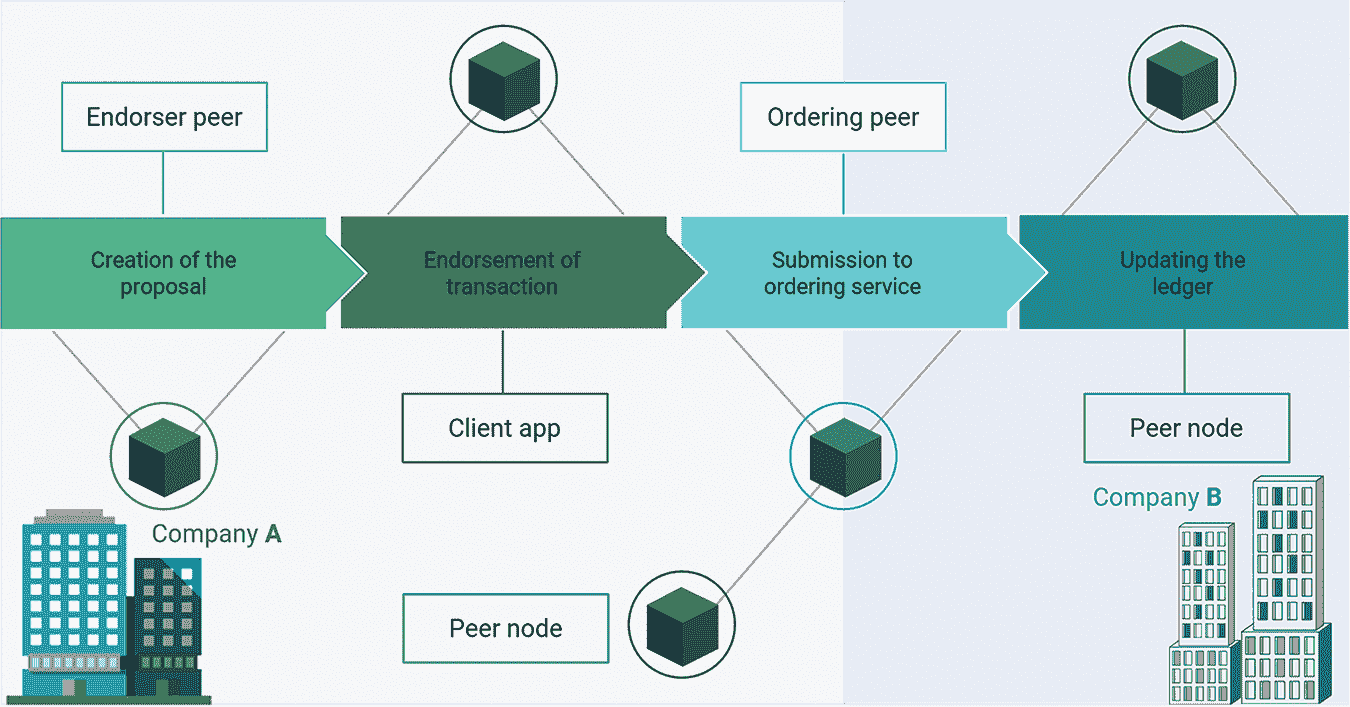 Endorser peer
Ordering peer
Creation of the
proposal
Endorsement of
transaction
Submission to
ordering service
Updating the
ledger
Client app
Peer node
Company A
Company B
Peer node